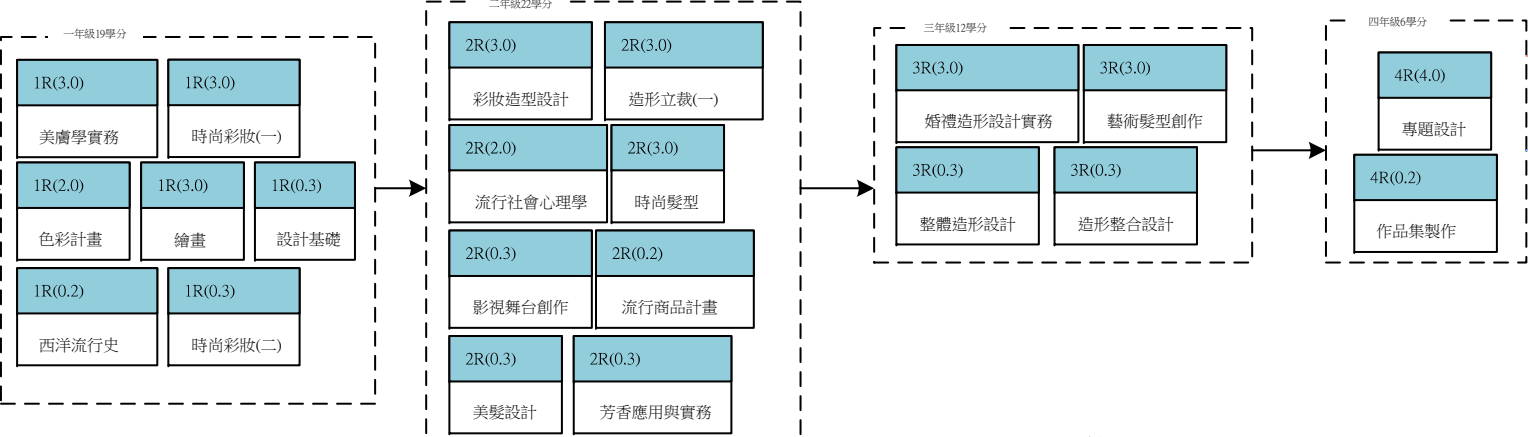 一年級19學分
1R(3.0) 1R(3.0)
美膚學實務 時尚彩妝(一)
1R(2.0) 1R(3.0) 1R(0.3)
色彩計畫 繪畫 設計基礎
1R(0.2) 1R(0.3)
西洋流行史 時尚彩妝(二)
二年級22學分
2R(3.0) 2R(3.0)
彩妝造型設計 造形立裁(一)
2R(2.0) 2R(3.0)
流行社會心理學 時尚髮型
2R(0.3) 2R(0.2)
影視舞台創作 流行商品計畫
2R(0.3) 2R(0.3)
美髮設計 芳香應用與實務
三年級12學分
3R(3.0) 3R(3.0)
婚禮造形設計實務 藝術髮型創作
3R(0.3) 3R(0.3)
整體造形設計 造形整合設計
四年級6學分
4R(4.0)
專題設計
4R(0.2)
作品集製作